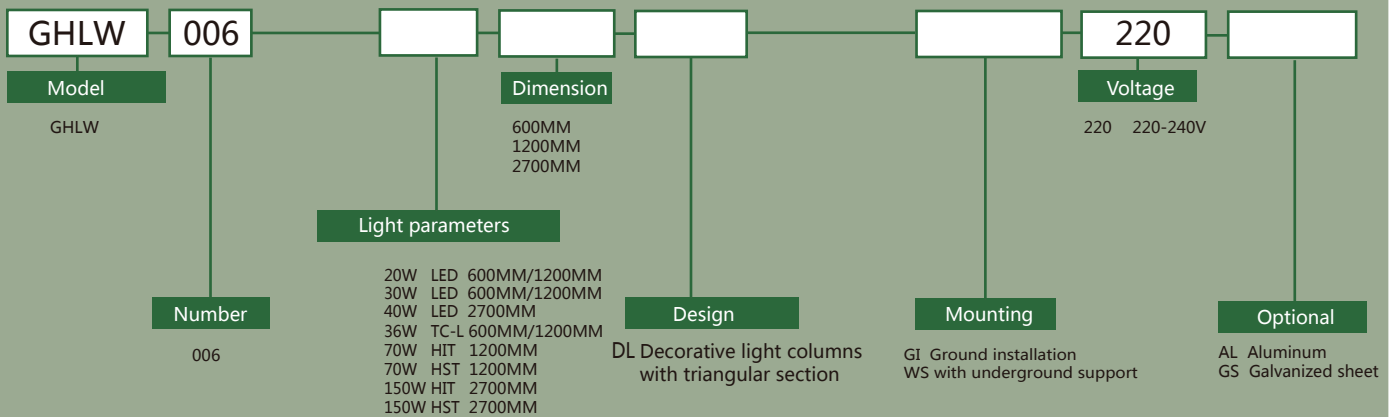 GHLW 006 220
Model
GHLW
Dimension
600MM
1200MM
2700MM
Voltage
220 220-240V
Light parameters
20W LED 600MM/1200MM
30W LED 600MM/1200MM
40W LED 2700MM
36W TC-L 600MM/1200MM
70W HIT 1200MM
70W HST 1200MM
150W HIT 2700MM
150W HST 2700MM
Number
006
Design
DL Decorative light columns
with triangular section
Mounting
GI Ground installation
WS with underground support
Optional
AL Aluminum
GS Galvanized sheet